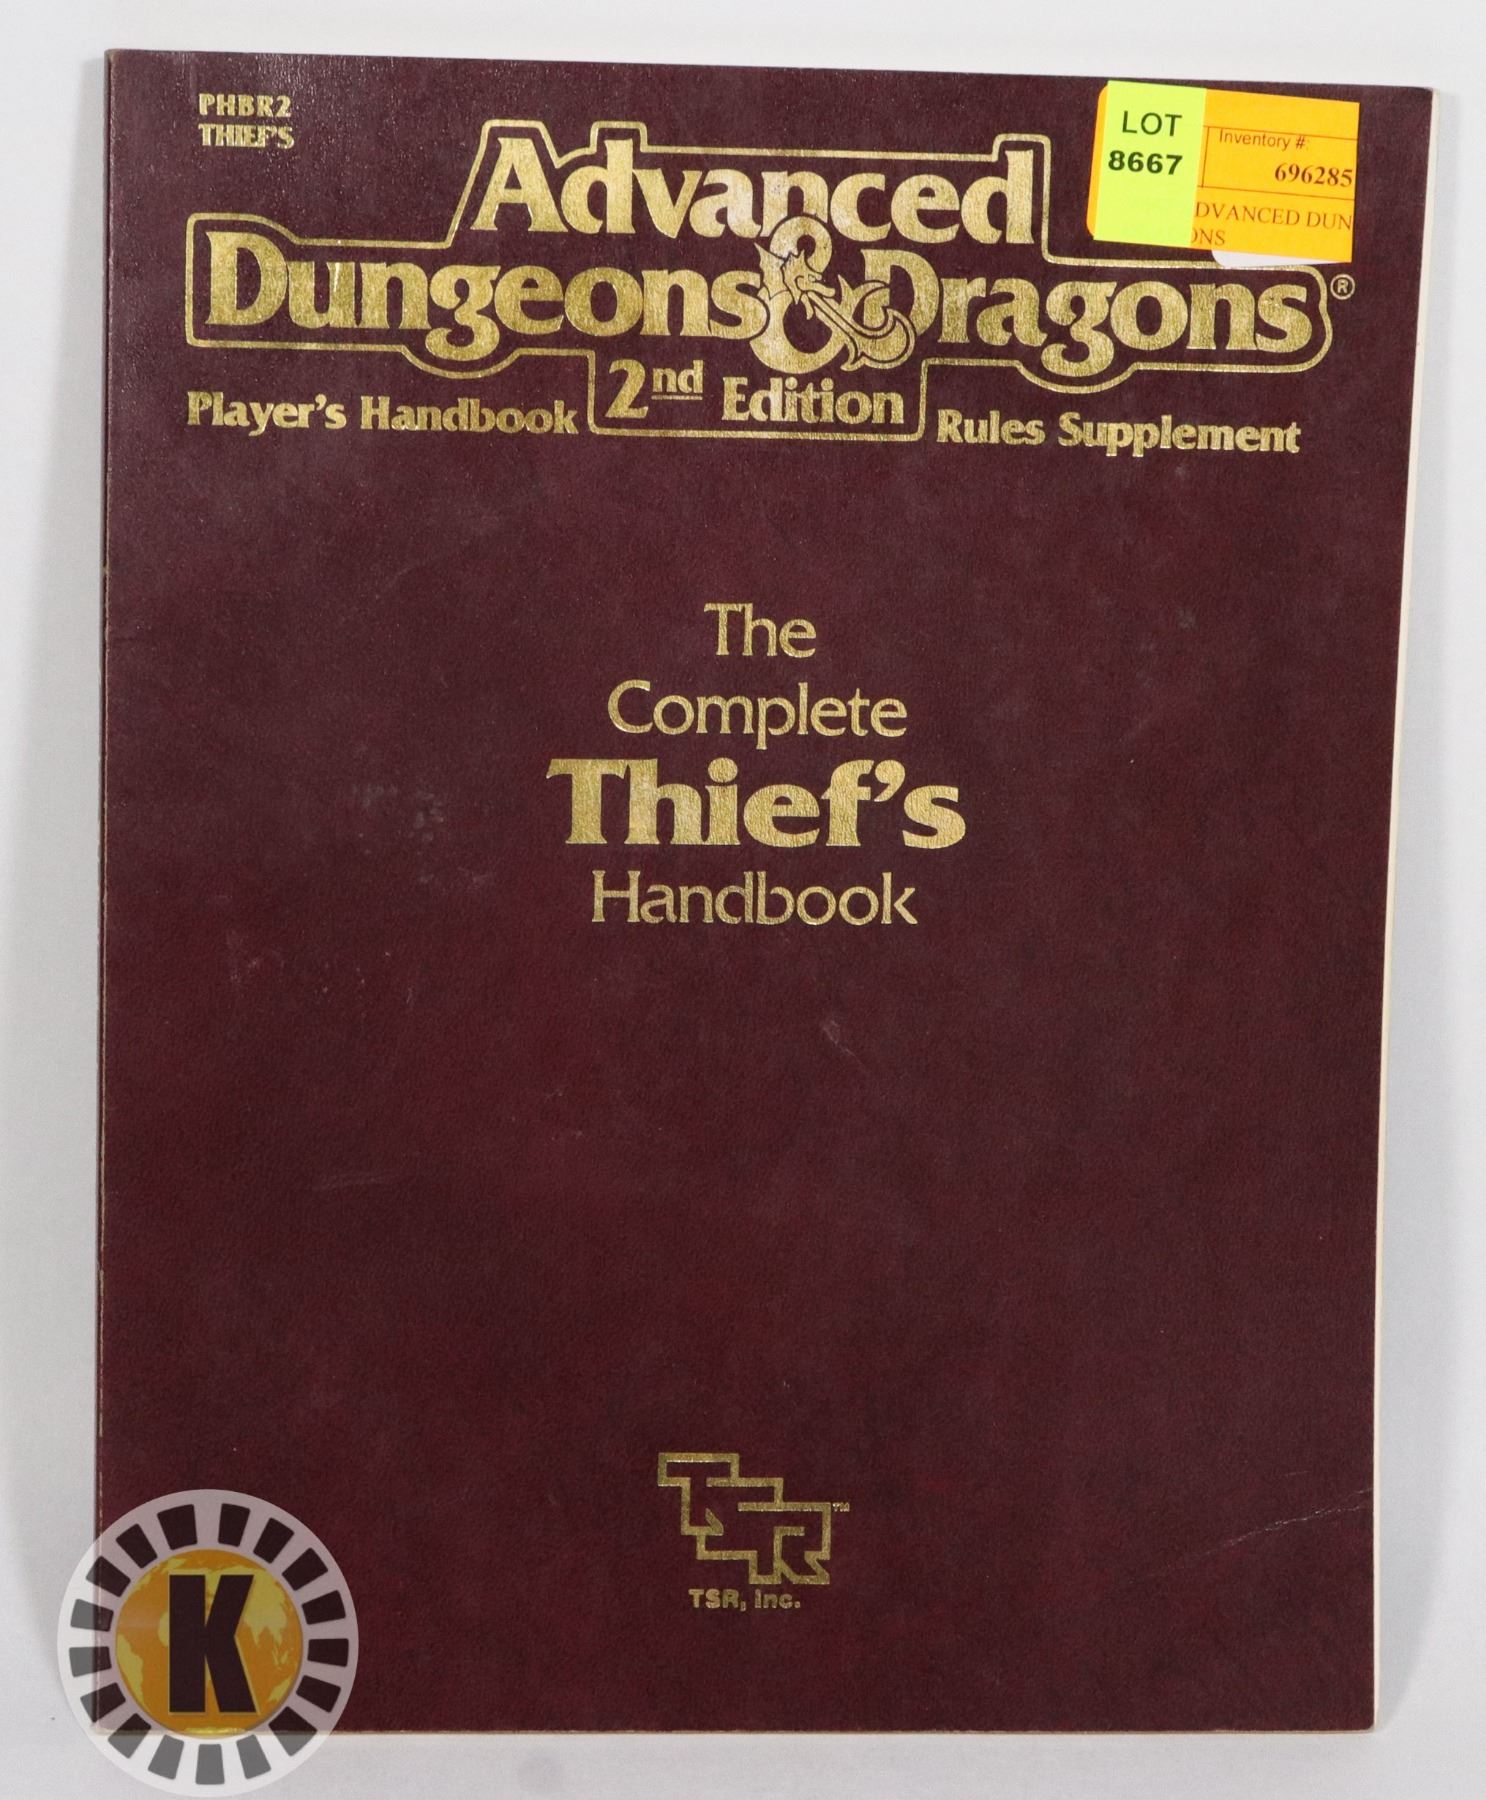 PHBR2
THIEF'S
LOT
8667
Inventory #:
696285
DVANCED DUN
ONS
Advanced
Dungeons & Dragons®
2nd Edition
Player's Handbook
Rules Supplement
The
Complete
Thief's
Handbook
TSR™
TSR, Inc.
K